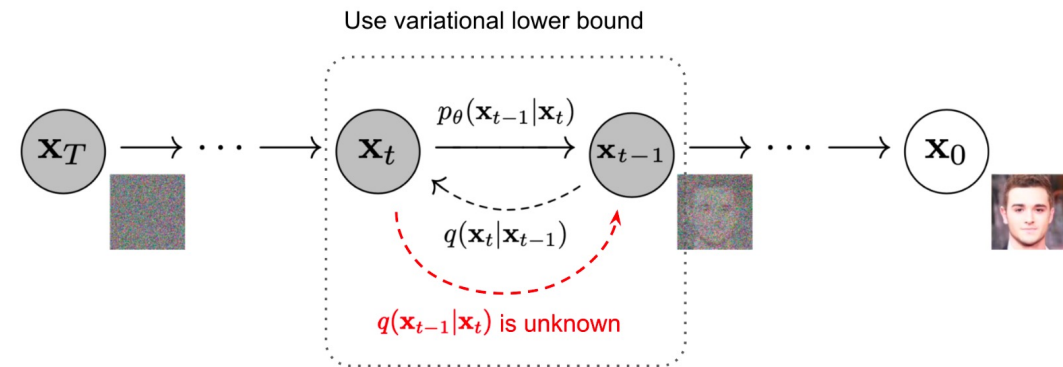 Use variational lower bound
p_θ(x_{t−1}|x_t)
x_T → ⋯ → x_t → x_{t−1} → ⋯ → x_0
q(x_t|x_{t−1})
q(x_{t−1}|x_t) is unknown